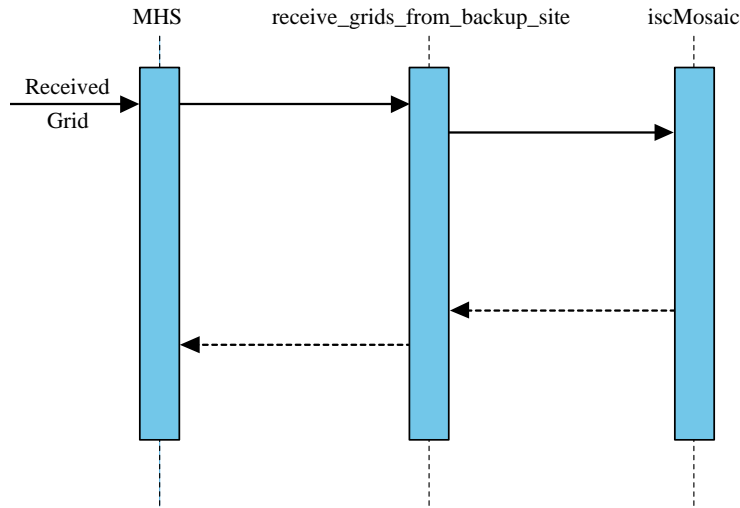 MHS
receive_grids_from_backup_site
iscMosaic
Received
Grid